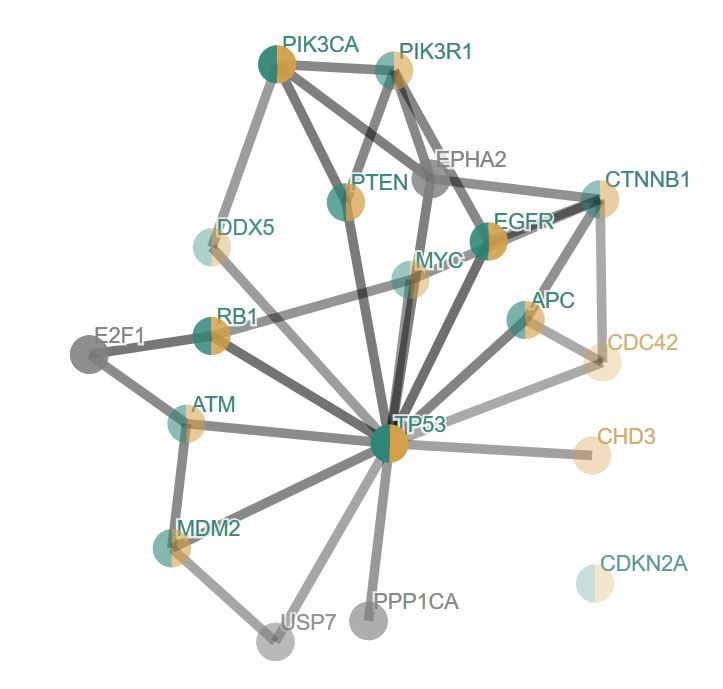 PIK3CA
PIK3R1
EPHA2
PTEN
CTNNB1
DDX5
EGFR
MYC
RB1
APC
E2F1
CDC42
ATM
TP53
CHD3
MDM2
CDKN2A
PPP1CA
USP7